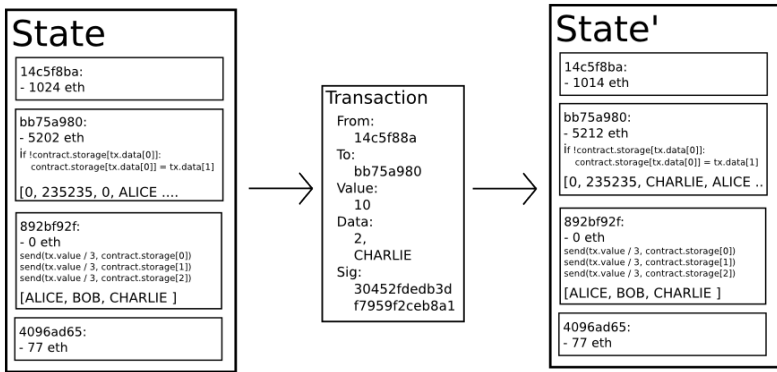 State
14c5f8ba:
- 1024 eth
bb75a980:
- 5202 eth
if !contract.storage[tx.data[0]]:
contract.storage[tx.data[0]] = tx.data[1]
[0, 235235, 0, ALICE ....
892bf92f:
- 0 eth
send(tx.value / 3, contract.storage[0])
send(tx.value / 3, contract.storage[1])
send(tx.value / 3, contract.storage[2])
[ALICE, BOB, CHARLIE ]
4096ad65:
- 77 eth
Transaction
From:
14c5f88a
To:
bb75a980
Value:
10
Data:
2,
CHARLIE
Sig:
30452fdedb3d
f7959f2ceb8a1
State'
14c5f8ba:
- 1014 eth
bb75a980:
- 5212 eth
if !contract.storage[tx.data[0]]:
contract.storage[tx.data[0]] = tx.data[1]
[0, 235235, CHARLIE, ALICE ..
892bf92f:
- 0 eth
send(tx.value / 3, contract.storage[0])
send(tx.value / 3, contract.storage[1])
send(tx.value / 3, contract.storage[2])
[ALICE, BOB, CHARLIE ]
4096ad65:
- 77 eth